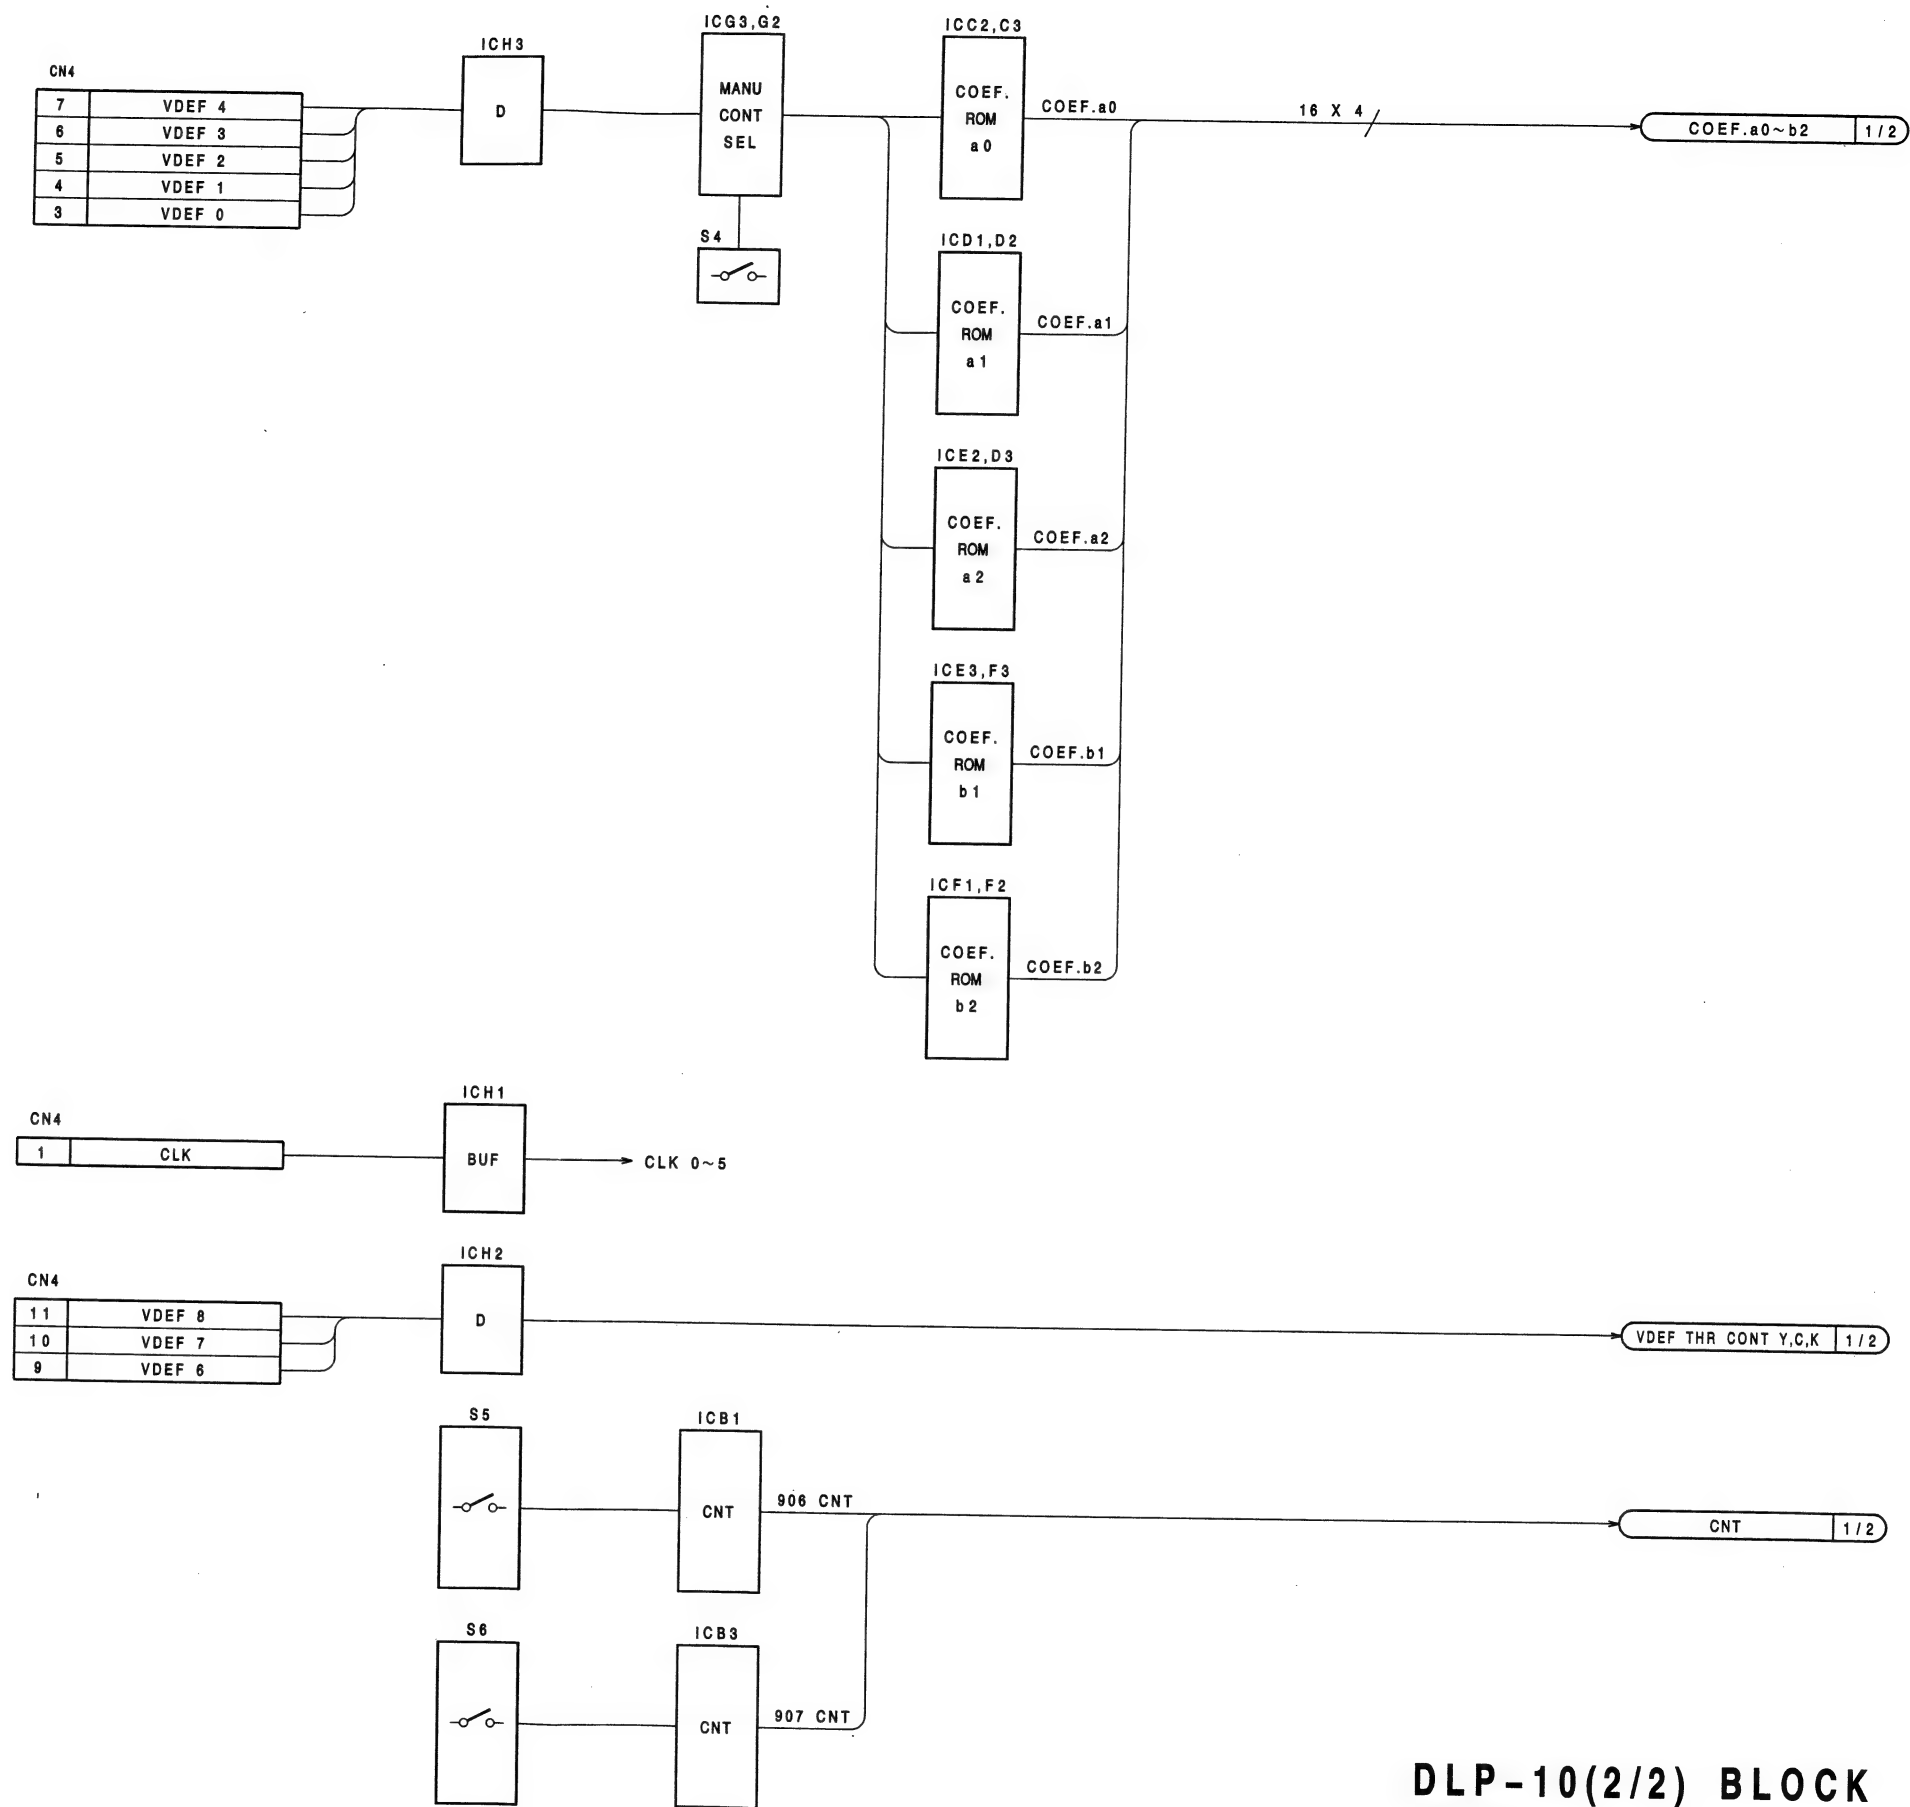 ICG3,G2
ICC2,C3
ICH3
CN4
7 VDEF 4
6 VDEF 3
5 VDEF 2
4 VDEF 1
3 VDEF 0
D
MANU
CONT
SEL
COEF.
ROM
a0
COEF.a0
16 X 4
COEF.a0~b2 1/2
S4
ICD1,D2
COEF.
ROM
a1
COEF.a1
ICE2,D3
COEF.
ROM
a2
COEF.a2
ICE3,F3
COEF.
ROM
b1
COEF.b1
ICF1,F2
COEF.
ROM
b2
COEF.b2
ICH1
CN4
1 CLK
BUF
CLK 0~5
ICH2
CN4
11 VDEF 8
10 VDEF 7
9 VDEF 6
D
VDEF THR CONT Y,C,K 1/2
S5
ICB1
CNT
906 CNT
CNT 1/2
S6
ICB3
CNT
907 CNT
DLP-10(2/2) BLOCK